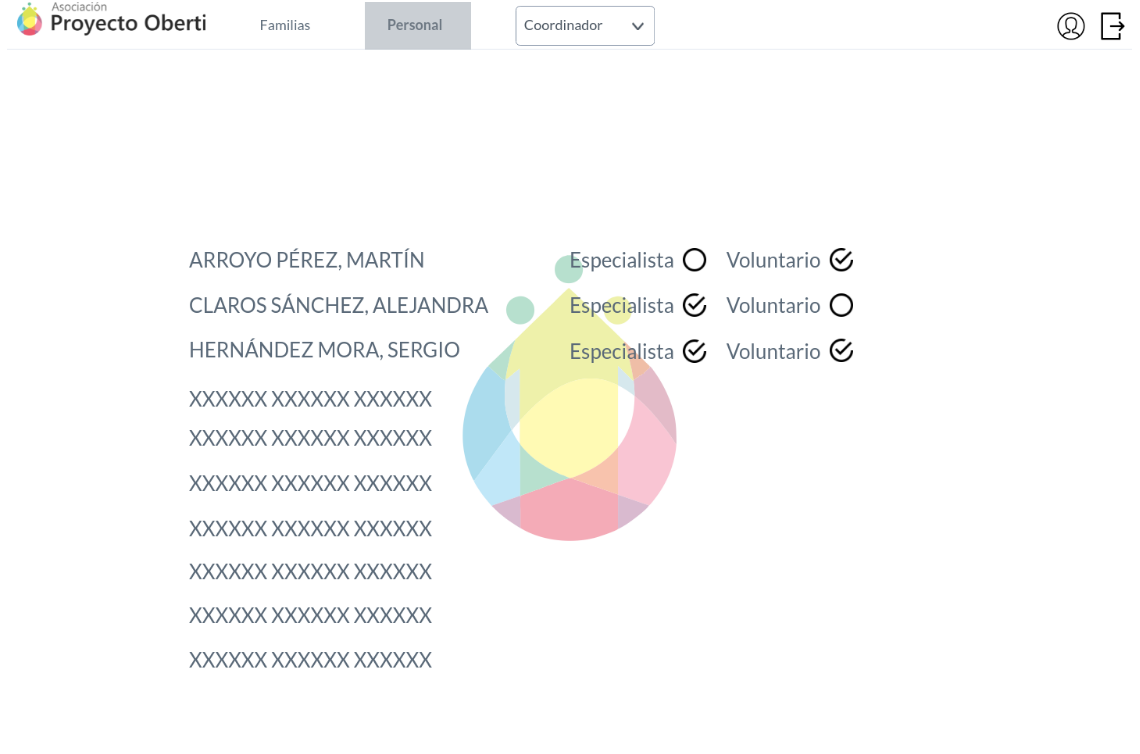 Asociación
Proyecto Oberti
Familias
Personal
Coordinador
ARROYO PÉREZ, MARTÍN Especialista Voluntario
CLAROS SÁNCHEZ, ALEJANDRA Especialista Voluntario
HERNÁNDEZ MORA, SERGIO Especialista Voluntario
XXXXXX XXXXXX XXXXXX
XXXXXX XXXXXX XXXXXX
XXXXXX XXXXXX XXXXXX
XXXXXX XXXXXX XXXXXX
XXXXXX XXXXXX XXXXXX
XXXXXX XXXXXX XXXXXX
XXXXXX XXXXXX XXXXXX